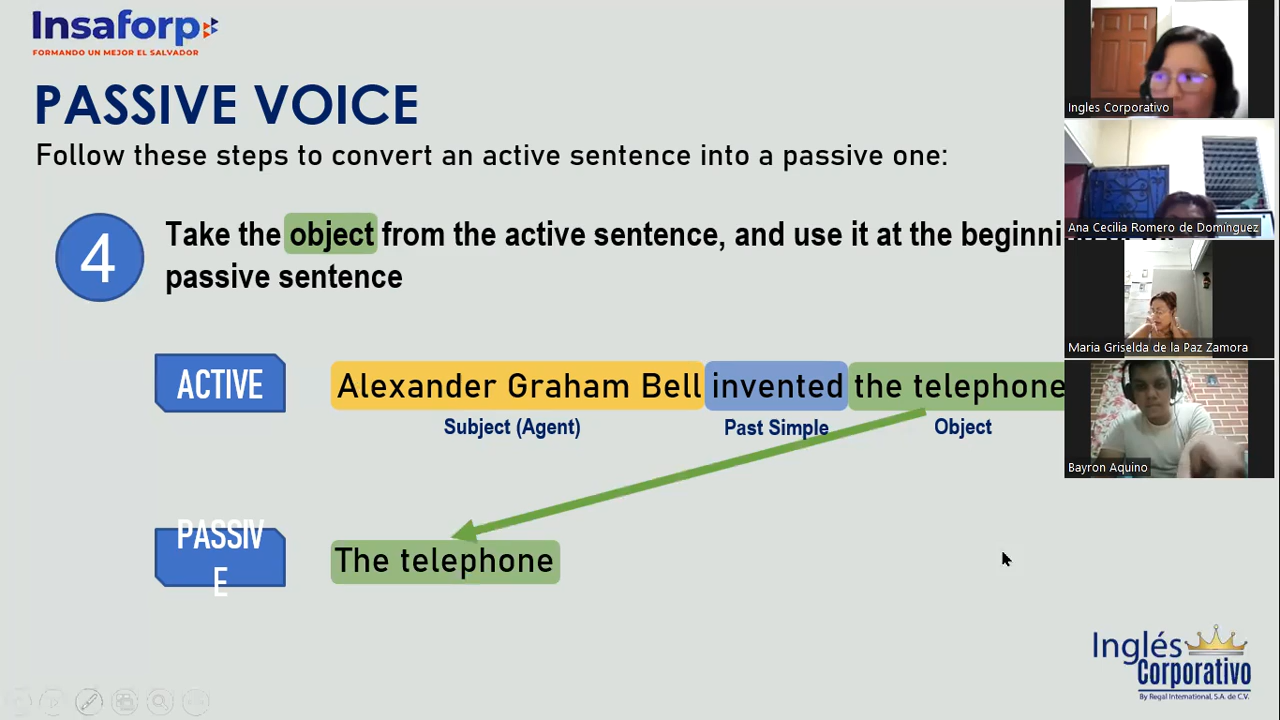 Insaforp
FORMANDO UN MEJOR EL SALVADOR
PASSIVE VOICE
Follow these steps to convert an active sentence into a passive one:
4
Take the object from the active sentence, and use it at the beginni
passive sentence
ACTIVE
Alexander Graham Bell invented the telephone
Subject (Agent)
Past Simple
Object
PASSIV
E
The telephone
Ingles Corporativo
Ana Cecilia Romero de Dominguez
Maria Griselda de la Paz Zamora
Bayron Aquino
Inglés
Corporativo
By Regal International, S.A. de C.V.